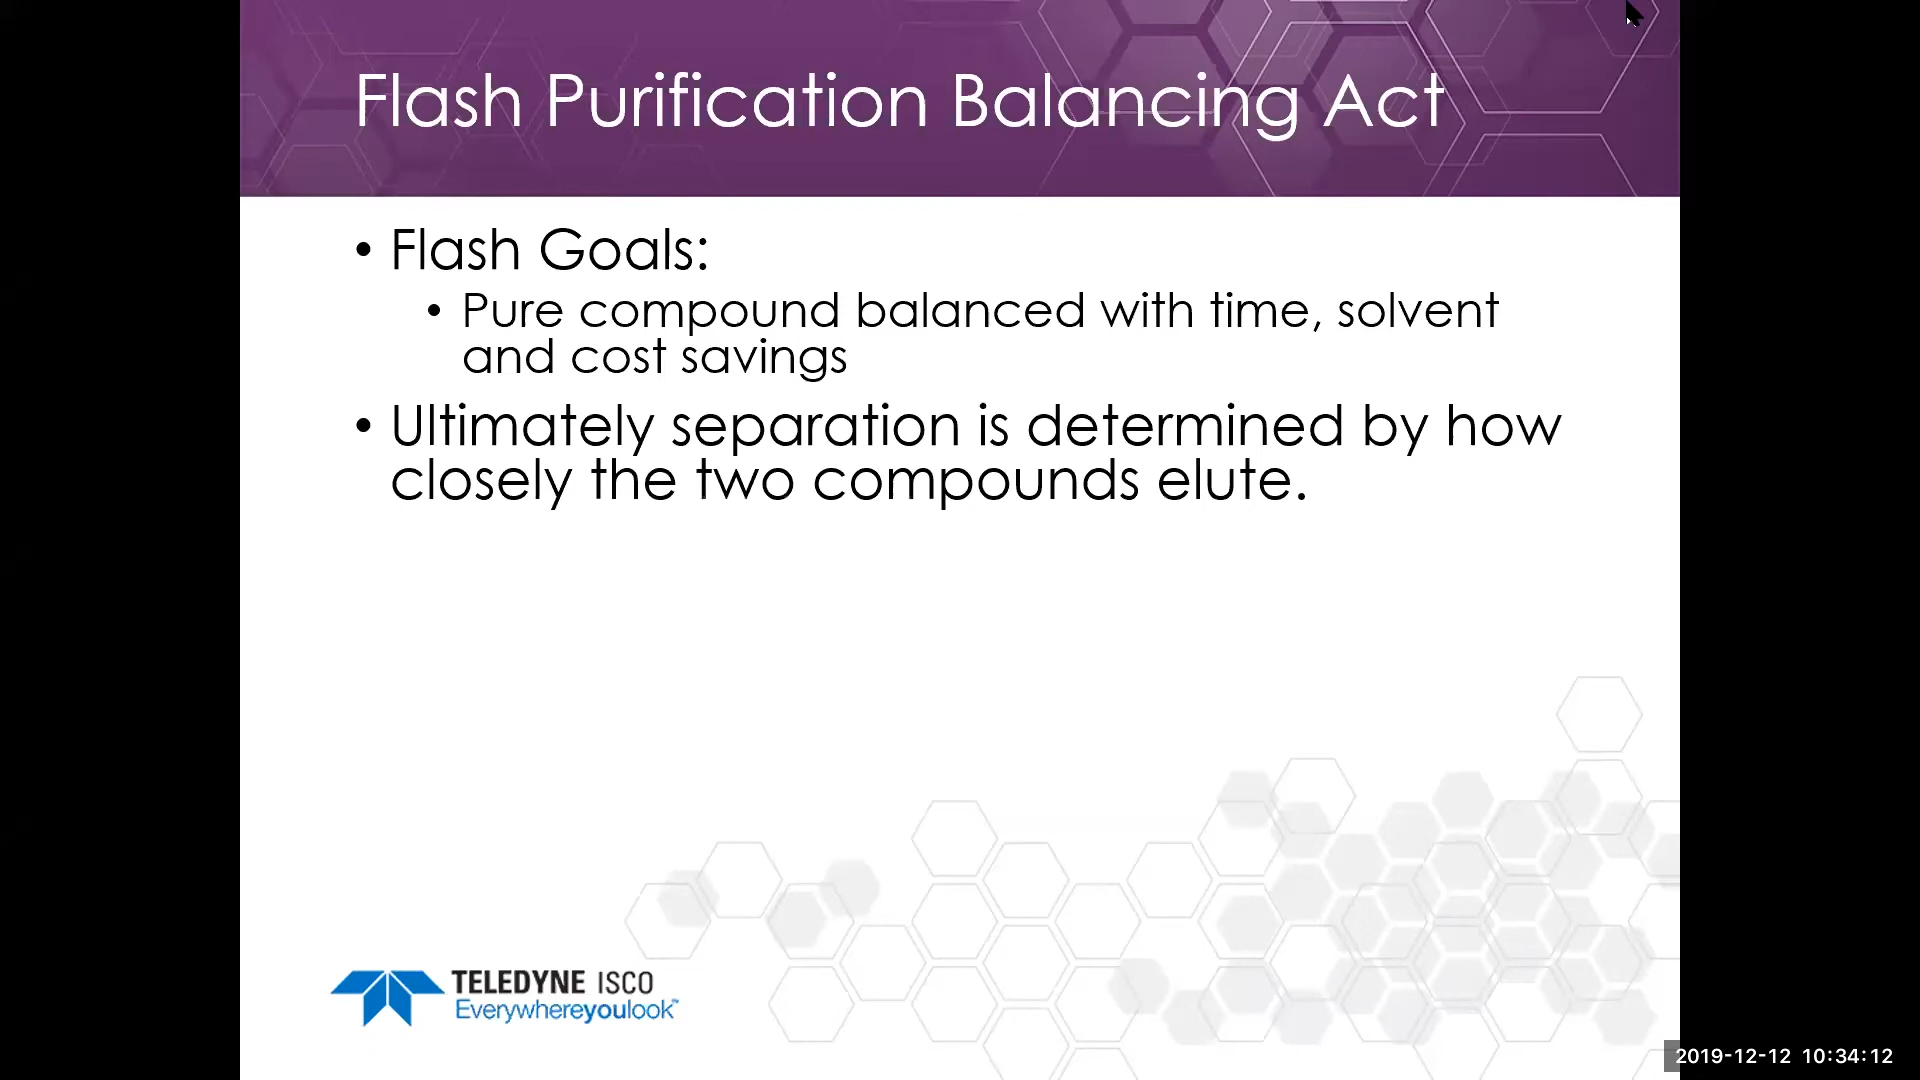 Flash Purification Balancing Act
• Flash Goals:
• Pure compound balanced with time, solvent
and cost savings
• Ultimately separation is determined by how
closely the two compounds elute.
TELEDYNE ISCO
Everywhereyoulook™
2019-12-12 10:34:12